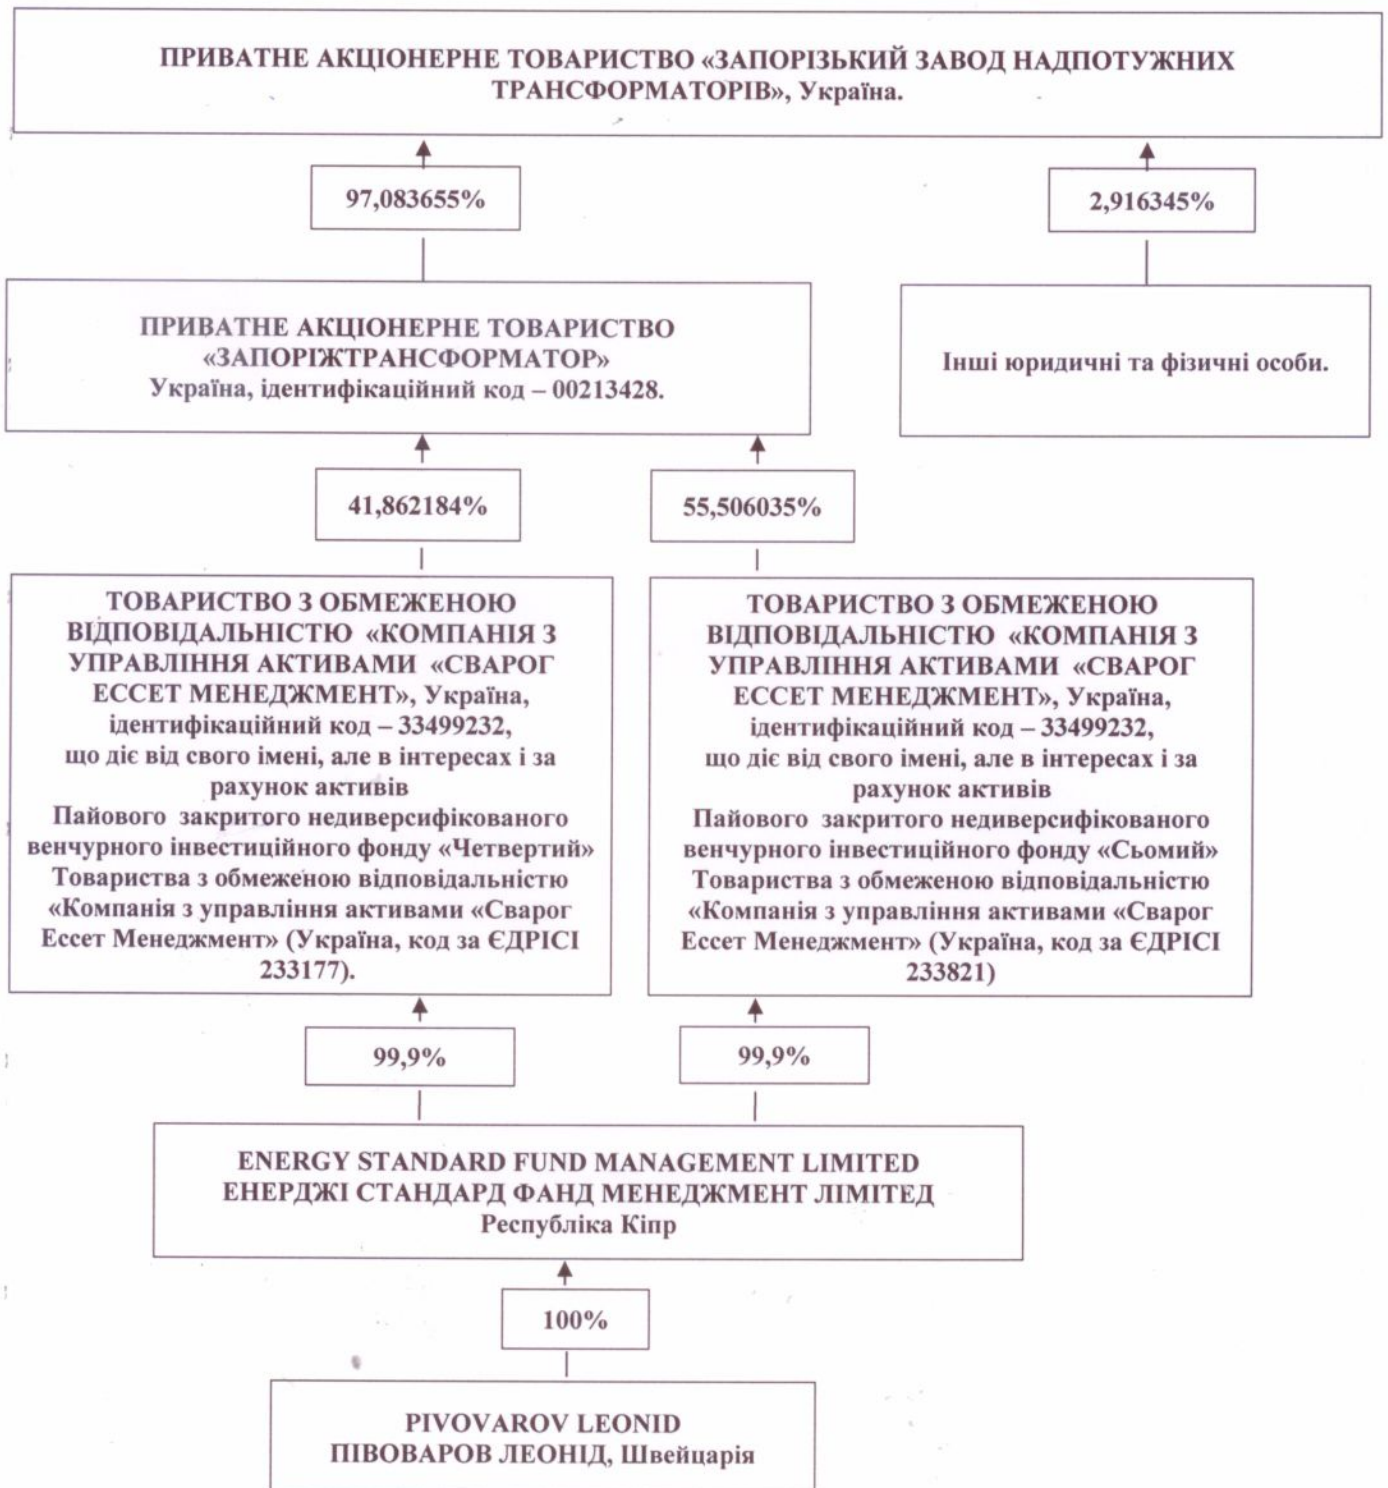 ПРИВАТНЕ АКЦІОНЕРНЕ ТОВАРИСТВО «ЗАПОРІЗЬКИЙ ЗАВОД НАДПОТУЖНИХ
ТРАНСФОРМАТОРІВ», Україна.
97,083655%
2,916345%
ПРИВАТНЕ АКЦІОНЕРНЕ ТОВАРИСТВО
«ЗАПОРІЖТРАНСФОРМАТОР»
Україна, ідентифікаційний код – 00213428.
Інші юридичні та фізичні особи.
41,862184%
55,506035%
ТОВАРИСТВО З ОБМЕЖЕНОЮ
ВІДПОВІДАЛЬНІСТЮ «КОМПАНІЯ З
УПРАВЛІННЯ АКТИВАМИ «СВАРОГ
ЕССЕТ МЕНЕДЖМЕНТ», Україна,
ідентифікаційний код – 33499232,
що діє від свого імені, але в інтересах і за
рахунок активів
Пайового закритого недиверсифікованого
венчурного інвестиційного фонду «Четвертий»
Товариства з обмеженою відповідальністю
«Компанія з управління активами «Сварог
Ессет Менеджмент» (Україна, код за ЄДРІСІ
233177).
ТОВАРИСТВО З ОБМЕЖЕНОЮ
ВІДПОВІДАЛЬНІСТЮ «КОМПАНІЯ З
УПРАВЛІННЯ АКТИВАМИ «СВАРОГ
ЕССЕТ МЕНЕДЖМЕНТ», Україна,
ідентифікаційний код – 33499232,
що діє від свого імені, але в інтересах і за
рахунок активів
Пайового закритого недиверсифікованого
венчурного інвестиційного фонду «Сьомий»
Товариства з обмеженою відповідальністю
«Компанія з управління активами «Сварог
Ессет Менеджмент» (Україна, код за ЄДРІСІ
233821)
99,9%
99,9%
ENERGY STANDARD FUND MANAGEMENT LIMITED
ЕНЕРДЖІ СТАНДАРД ФАНД МЕНЕДЖМЕНТ ЛІМІТЕД
Республіка Кіпр
100%
PIVOVAROV LEONID
ПІВОВАРОВ ЛЕОНІД, Швейцарія